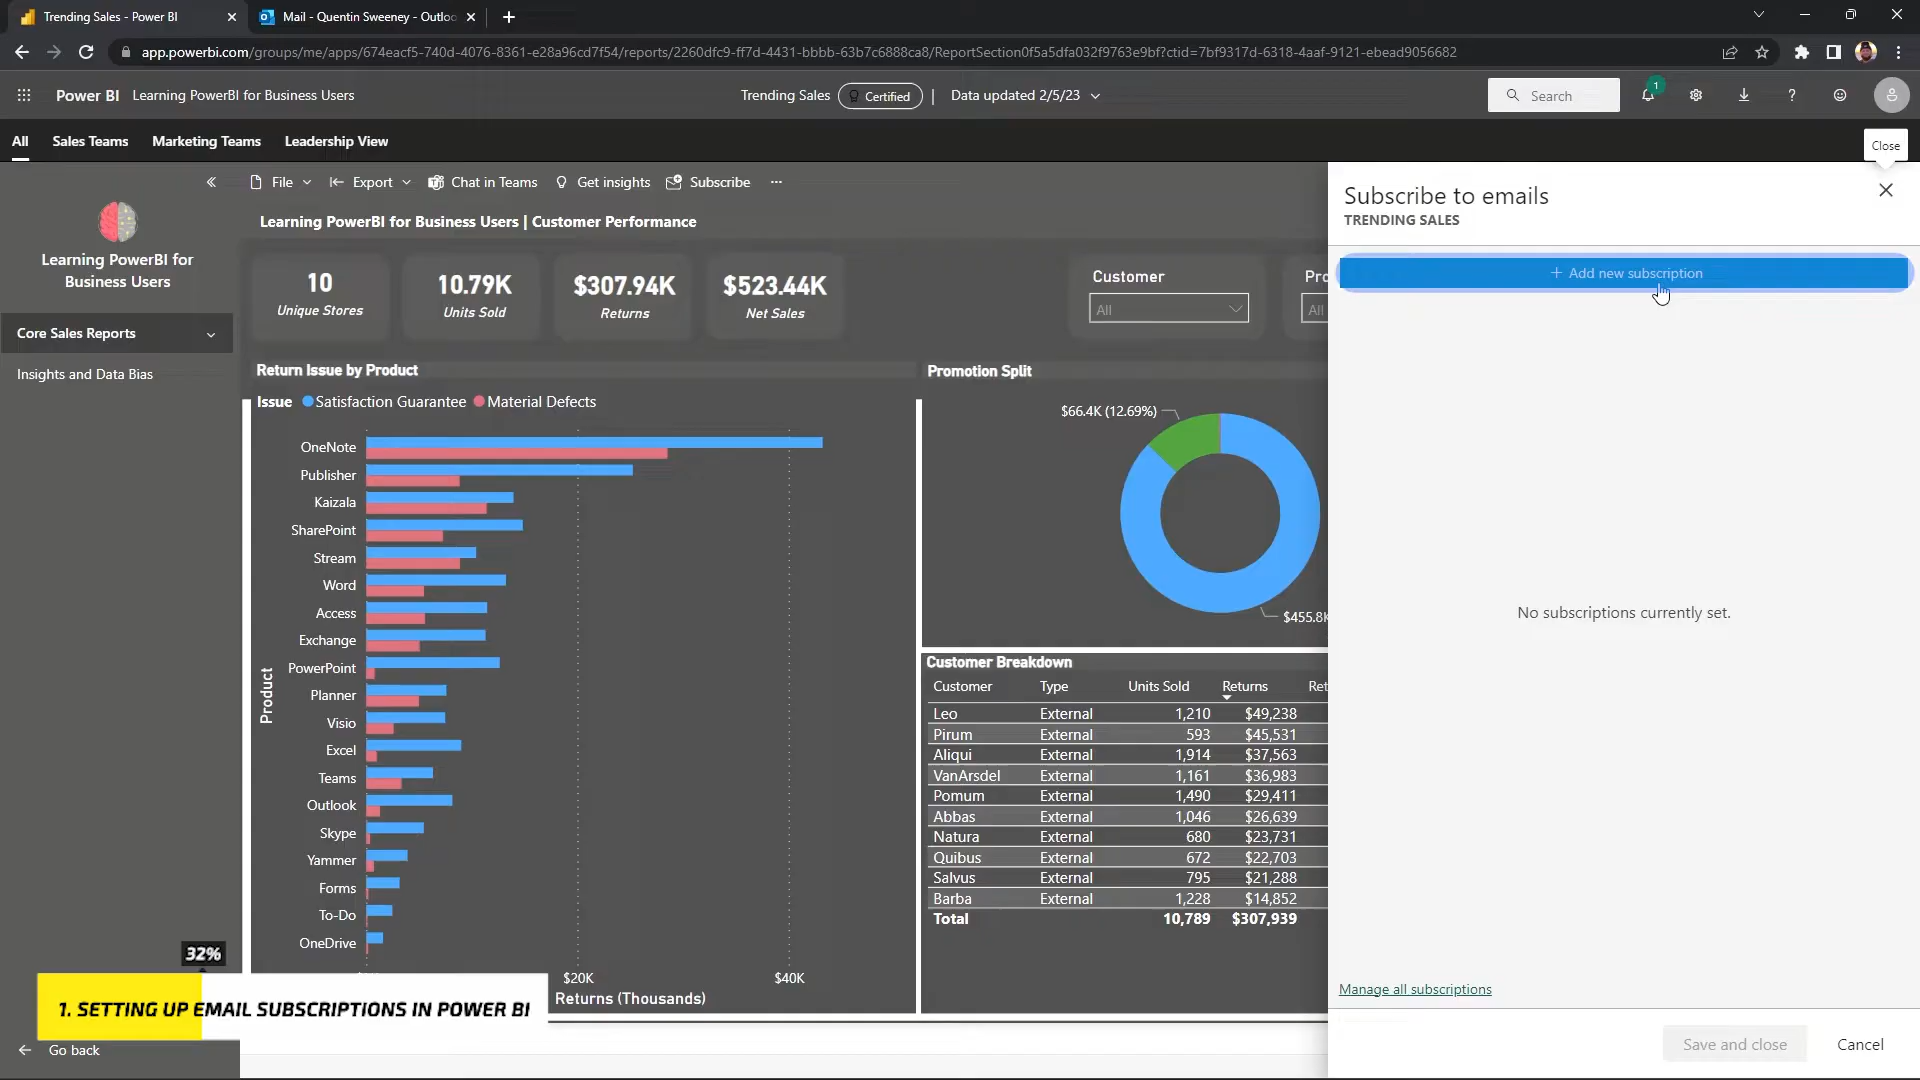 Trending Sales - Power BI
Mail - Quentin Sweeney - Outloo
app.powerbi.com/groups/me/apps/674eacf5-740d-4076-8361-e28a96cd7f54/reports/2260dfc9-ff7d-4431-bbbb-63b7c6888ca8/ReportSection0f5a5dfa032f9763e9bf?ctid=7bf9317d-6318-4aaf-9121-ebead9056682
Power BI Learning PowerBI for Business Users
Trending Sales Certified | Data updated 2/5/23
Search
1
All Sales Teams Marketing Teams Leadership View
Close
File Export Chat in Teams Get insights Subscribe
Learning PowerBI for Business Users | Customer Performance
Learning PowerBI for
Business Users
Core Sales Reports
Insights and Data Bias
10
Unique Stores
10.79K
Units Sold
$307.94K
Returns
$523.44K
Net Sales
Customer
All
Pro
All
Return Issue by Product
Issue Satisfaction Guarantee Material Defects
OneNote
Publisher
Kaizala
SharePoint
Stream
Word
Access
Exchange
PowerPoint
Planner
Visio
Excel
Teams
Outlook
Skype
Yammer
Forms
To-Do
OneDrive
Product
$20K
$40K
Returns (Thousands)
Promotion Split
$66.4K (12.69%)
$455.8K
Customer Breakdown
Customer Type Units Sold Returns Ret
Leo External 1,210 $49,238
Pirum External 593 $45,531
Aliqui External 1,914 $37,563
VanArsdel External 1,161 $36,983
Pomum External 1,490 $29,411
Abbas External 1,046 $26,639
Natura External 680 $23,731
Quibus External 672 $22,703
Salvus External 795 $21,288
Barba External 1,228 $14,852
Total 10,789 $307,939
Subscribe to emails
TRENDING SALES
+ Add new subscription
No subscriptions currently set.
Manage all subscriptions
Save and close
Cancel
32%
1. SETTING UP EMAIL SUBSCRIPTIONS IN POWER BI
Go back